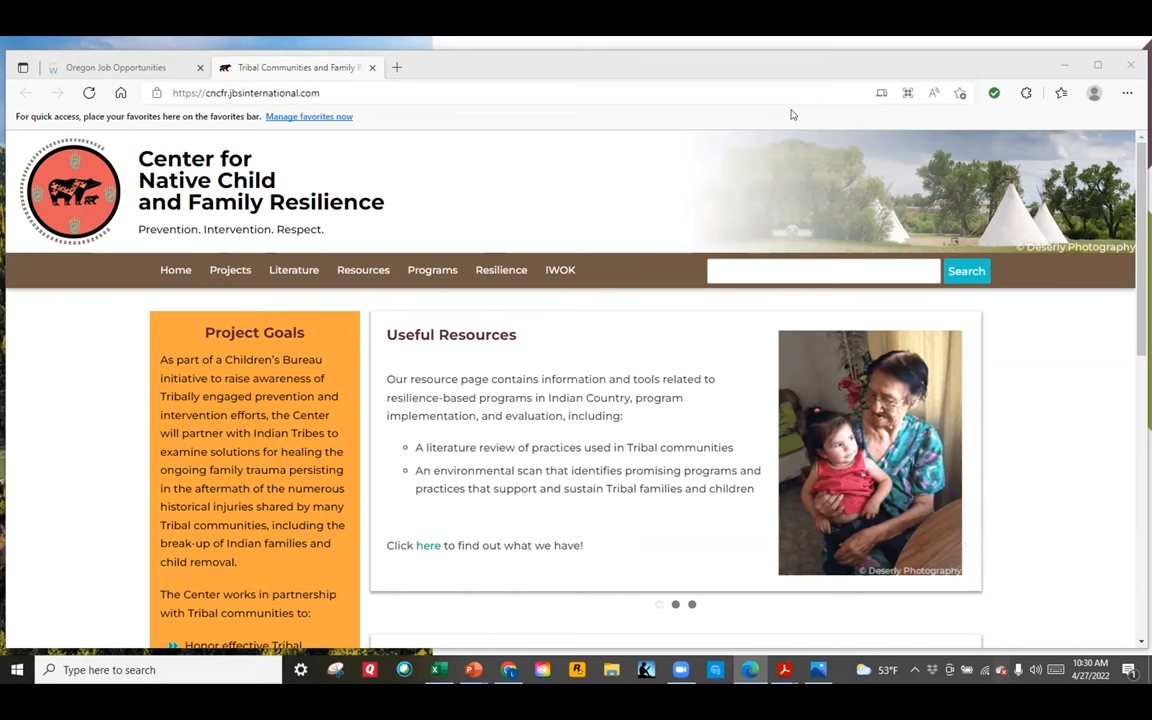 Oregon Job Opportunities
Tribal Communities and Family R
https://cncfr.jbsinternational.com
For quick access, place your favorites here on the favorites bar. Manage favorites now
Center for
Native Child
and Family Resilience
Prevention. Intervention. Respect.
© Deserly Photography
Home Projects Literature Resources Programs Resilience IWOK Search
Project Goals
As part of a Children's Bureau
initiative to raise awareness of
Tribally engaged prevention and
intervention efforts, the Center
will partner with Indian Tribes to
examine solutions for healing the
ongoing family trauma persisting
in the aftermath of the numerous
historical injuries shared by many
Tribal communities, including the
break-up of Indian families and
child removal.
The Center works in partnership
with Tribal communities to:
Honor effective Tribal
Useful Resources
Our resource page contains information and tools related to
resilience-based programs in Indian Country, program
implementation, and evaluation, including:
A literature review of practices used in Tribal communities
An environmental scan that identifies promising programs and
practices that support and sustain Tribal families and children
Click here to find out what we have!
© Deserly Photography
Type here to search
53°F
10:30 AM
4/27/2022